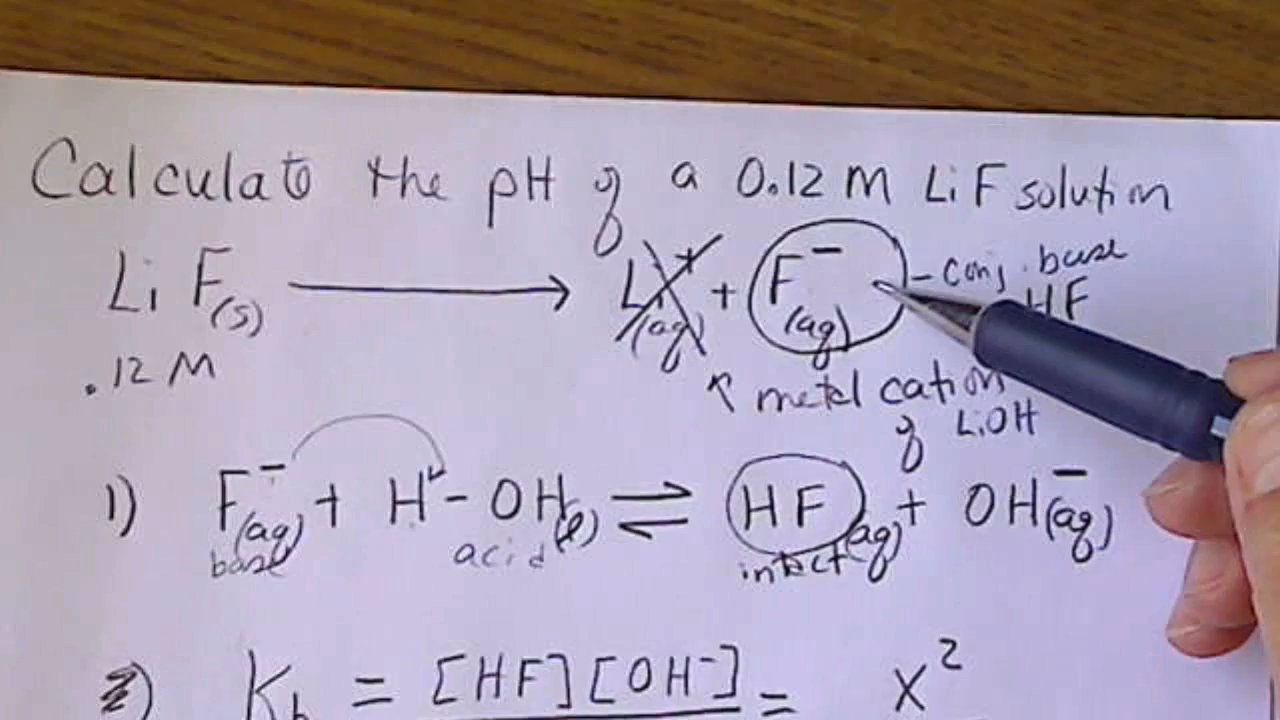 Calculate the pH of a 0.12 M LiF solution
LiF(s) ⟶ Li+(aq) + F−(aq) - conj. base
HF
.12 M
↖ metal cation
of LiOH
1) F−(aq) + H-OH(l) ⇌ HF(aq) + OH−(aq)
base acid intact
2) Kb = [HF][OH−] = x²